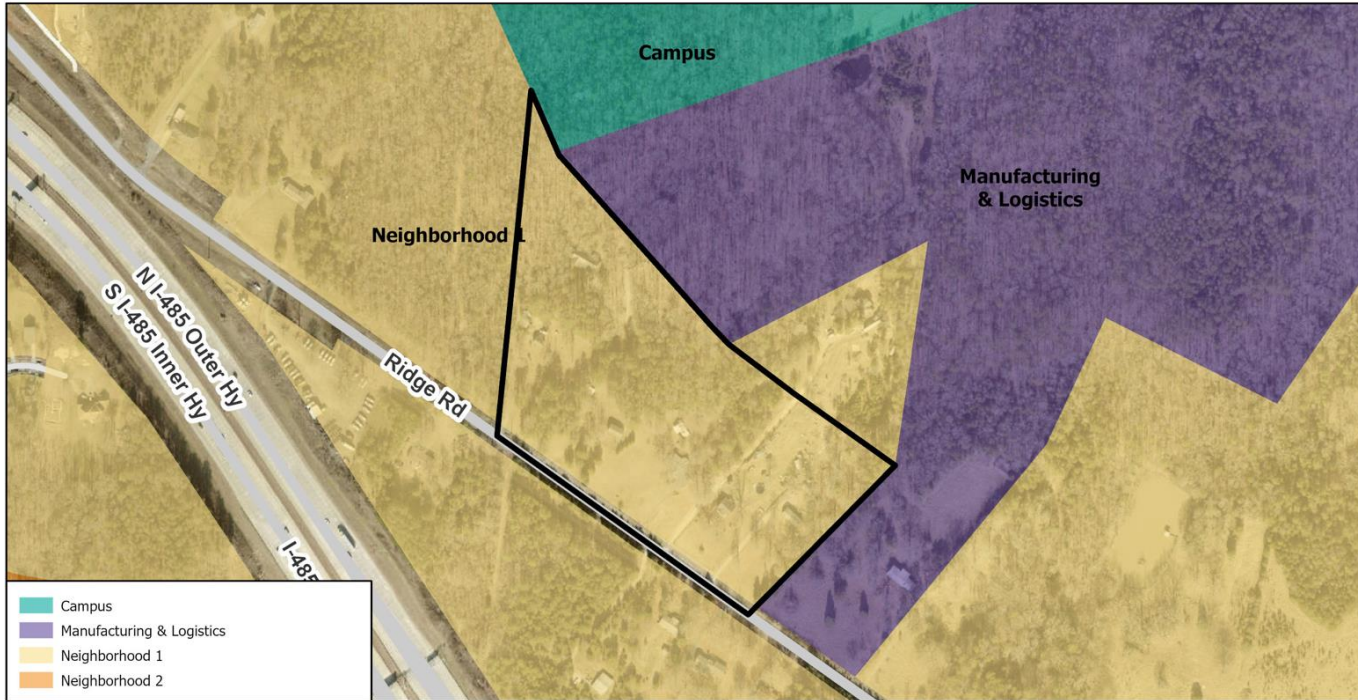 Campus
Manufacturing
& Logistics
Neighborhood 1
N I-485 Outer Hy
S I-485 Inner Hy
Ridge Rd
I-485
Campus
Manufacturing & Logistics
Neighborhood 1
Neighborhood 2